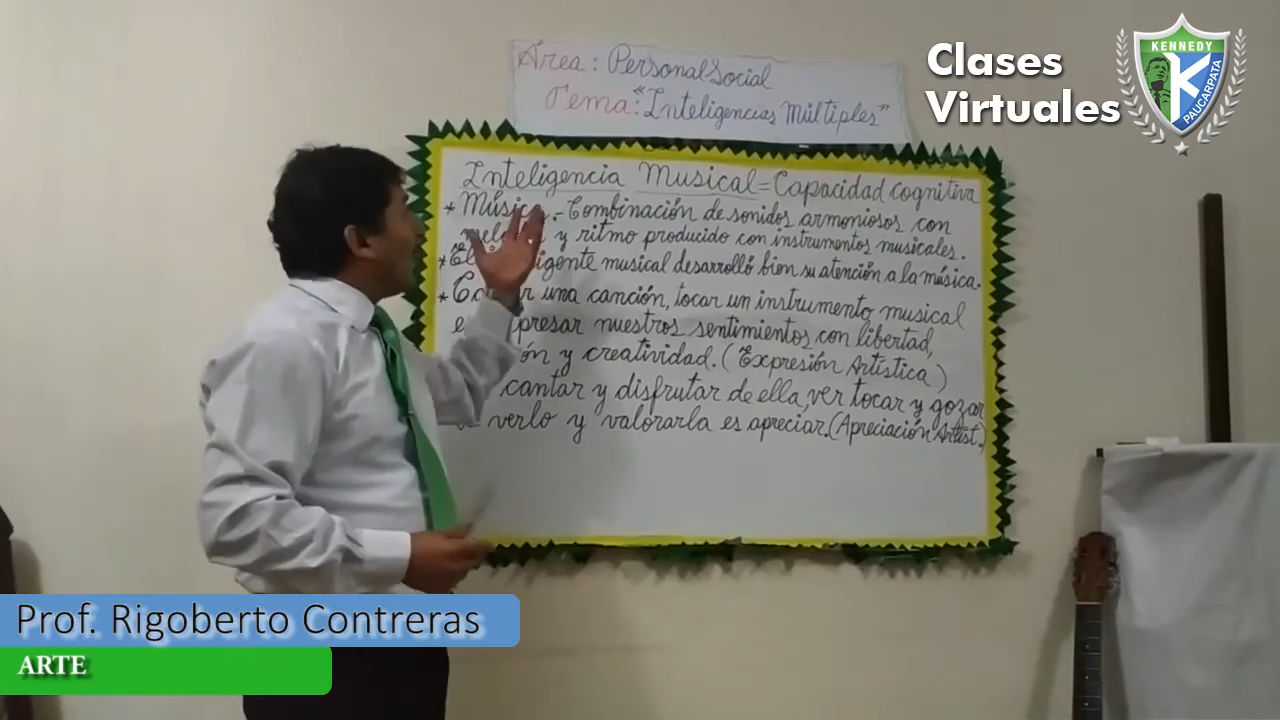 Área: Personal Social
Tema: "Inteligencias Múltiples"
Clases
Virtuales
KENNEDY
K
PAUCARPATA
Inteligencia Musical = Capacidad cognitiva
* Música.- Combinación de sonidos armoniosos con
y ritmo producido con instrumentos musicales.
* El musical desarrolló bien su atención a la música.
* una canción, tocar un instrumento musical
nuestros sentimientos con libertad,
y creatividad. (Expresión Artística)
cantar y disfrutar de ella, ver tocar y gozar
verlo y valorarla es apreciar. (Apreciación Artíst.)
Prof. Rigoberto Contreras
ARTE